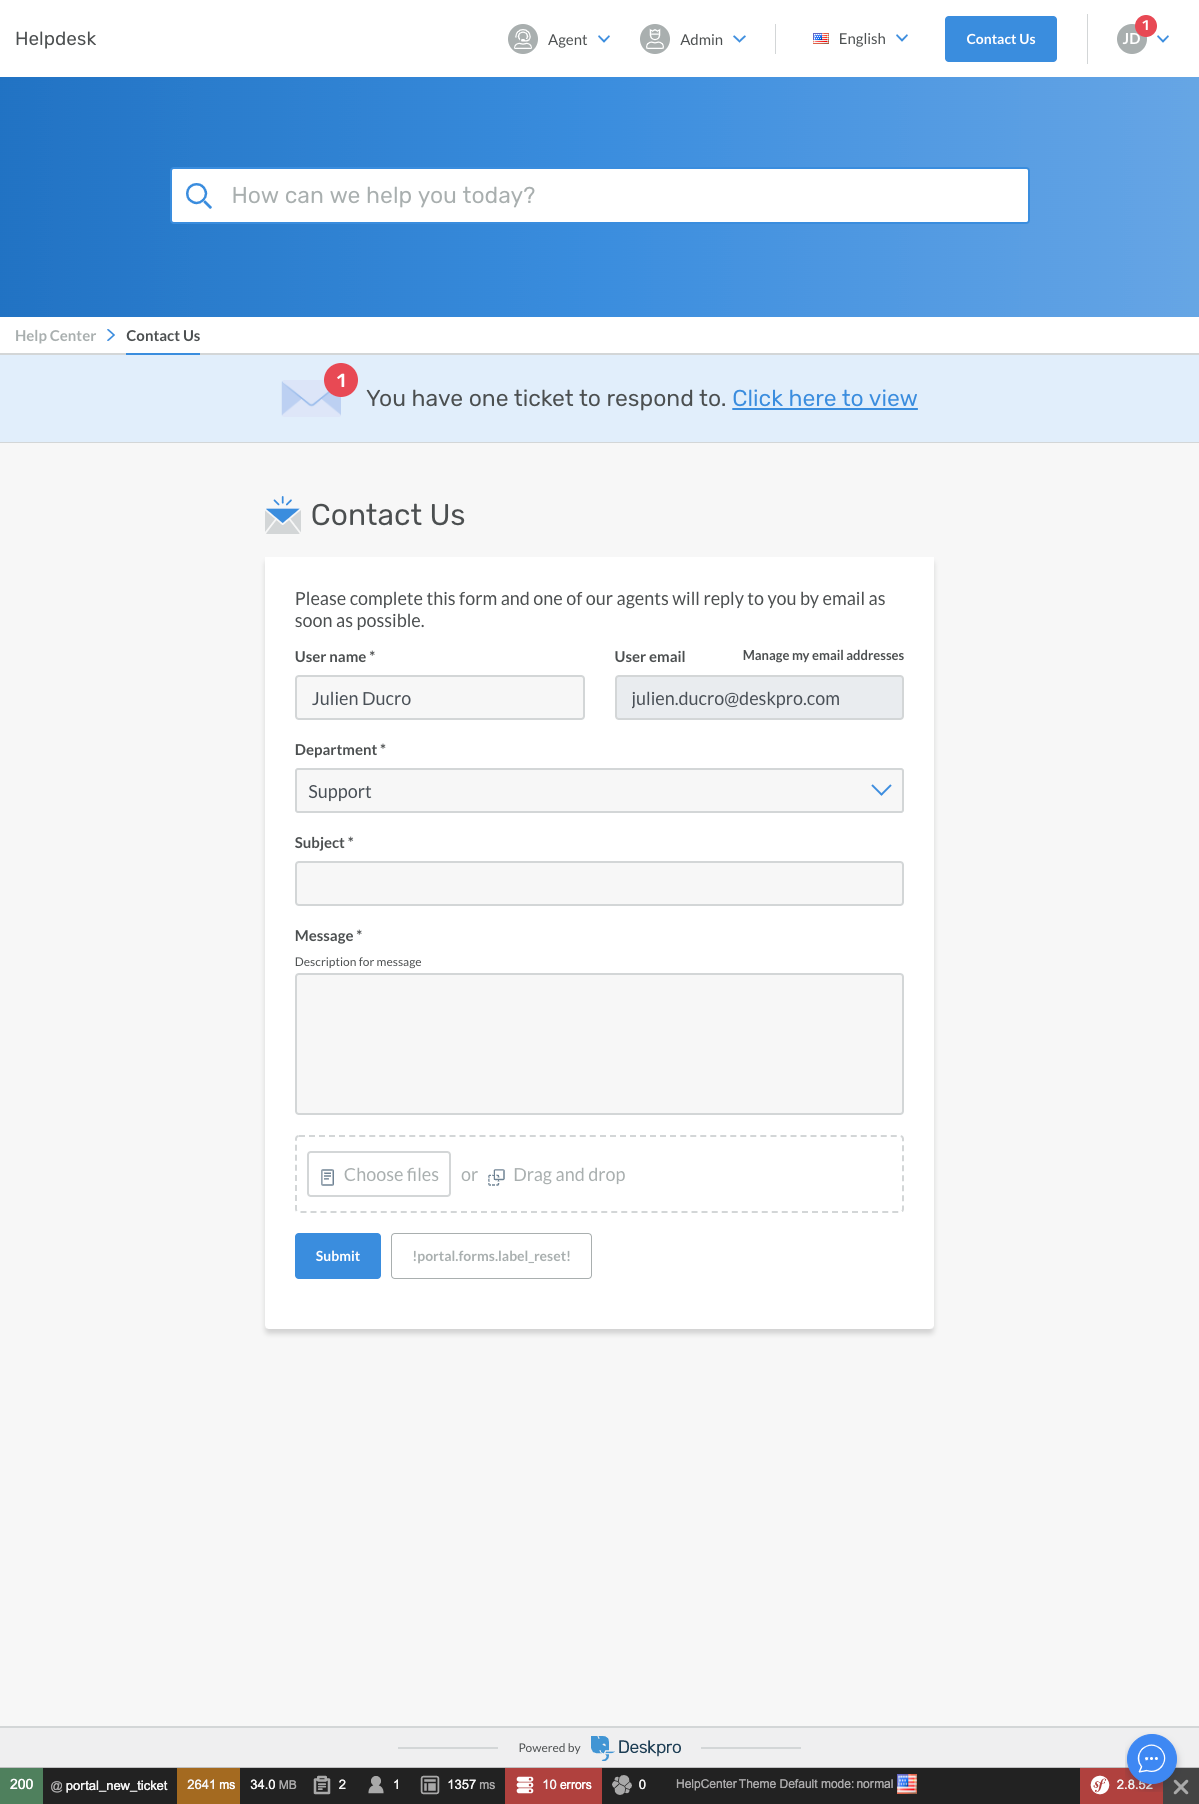 Helpdesk
Agent
Admin
English
Contact Us
JD
1
How can we help you today?
Help Center
Contact Us
1
You have one ticket to respond to. Click here to view
Contact Us
Please complete this form and one of our agents will reply to you by email as
soon as possible.
User name *
User email
Manage my email addresses
Julien Ducro
julien.ducro@deskpro.com
Department *
Support
Subject *
Message *
Description for message
Choose files or Drag and drop
Submit
!portal.forms.label_reset!
Powered by Deskpro
200 @ portal_new_ticket 2641 ms 34.0 MB 2 1 1357 ms 10 errors 0 HelpCenter Theme Default mode: normal sf 2.8.52